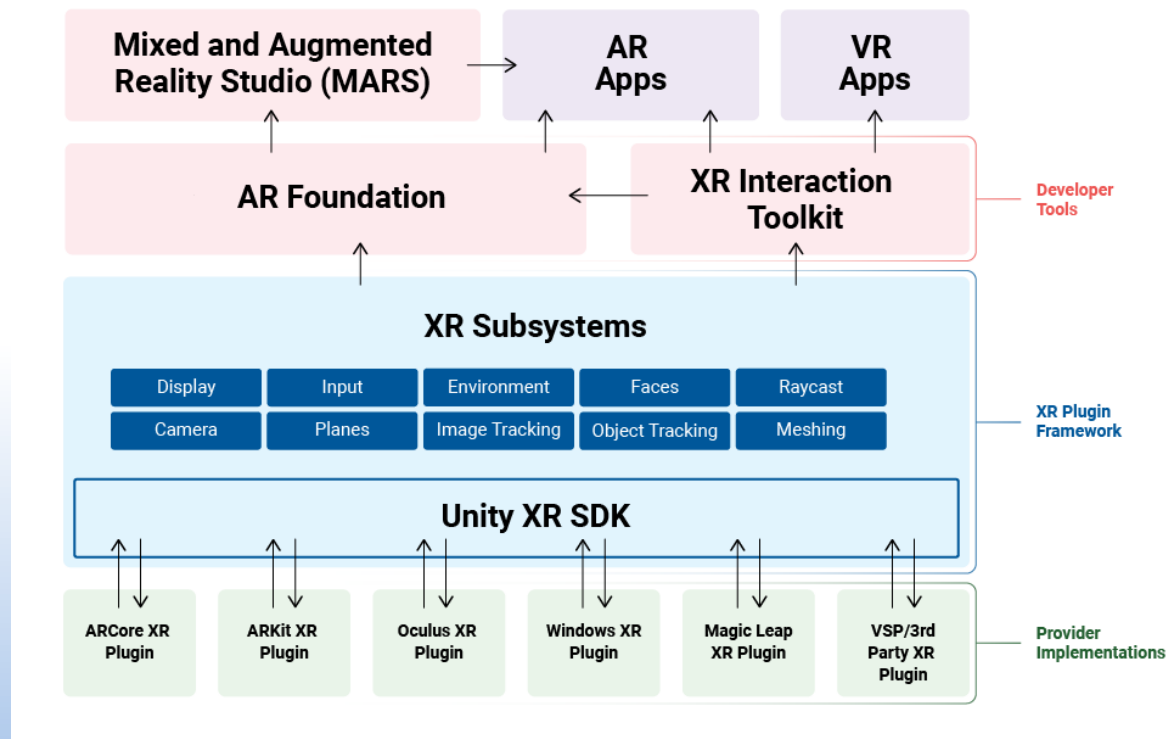 Mixed and Augmented
Reality Studio (MARS)
AR
Apps
VR
Apps
AR Foundation
XR Interaction
Toolkit
Developer
Tools
XR Subsystems
Display
Input
Environment
Faces
Raycast
Camera
Planes
Image Tracking
Object Tracking
Meshing
XR Plugin
Framework
Unity XR SDK
ARCore XR
Plugin
ARKit XR
Plugin
Oculus XR
Plugin
Windows XR
Plugin
Magic Leap
XR Plugin
VSP/3rd
Party XR
Plugin
Provider
Implementations